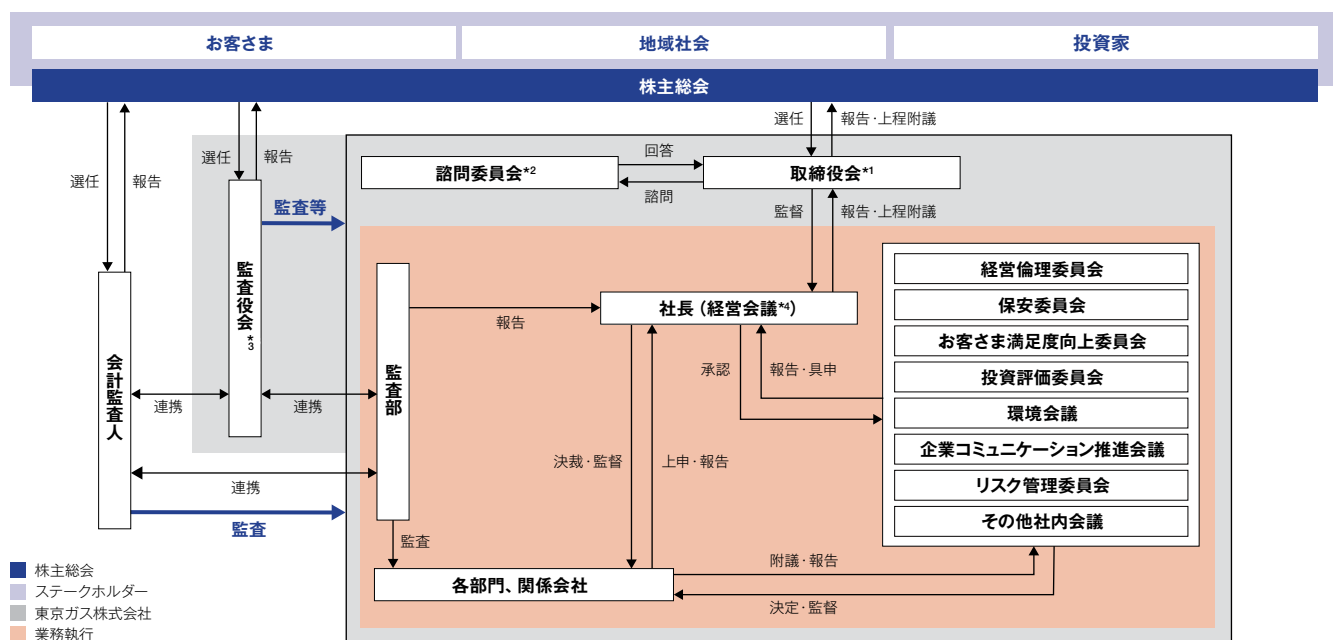 お客さま
地域社会
投資家
株主総会
選任
報告
選任
報告
選任
報告・上程附議
諮問委員会*2
回答
諮問
取締役会*1
監査等
監督
報告・上程附議
監査役会*3
会計監査人
監査部
報告
社長（経営会議*4）
承認
報告・具申
経営倫理委員会
保安委員会
お客さま満足度向上委員会
投資評価委員会
環境会議
企業コミュニケーション推進会議
リスク管理委員会
その他社内会議
連携
連携
連携
監査
決裁・監督
上申・報告
監査
各部門、関係会社
附議・報告
決定・監督
株主総会
ステークホルダー
東京ガス株式会社
業務執行